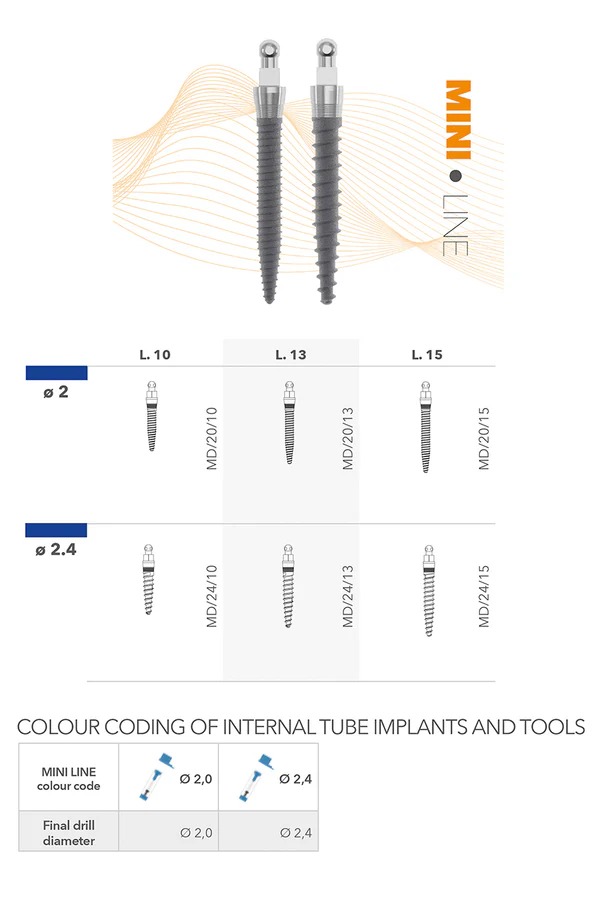 MINI • LINE
L. 10 L. 13 L. 15
ø 2
MD/20/10 MD/20/13 MD/20/15
ø 2.4
MD/24/10 MD/24/13 MD/24/15
COLOUR CODING OF INTERNAL TUBE IMPLANTS AND TOOLS
MINI LINE
colour code
Ø 2,0 Ø 2,4
Final drill
diameter
Ø 2,0 Ø 2,4